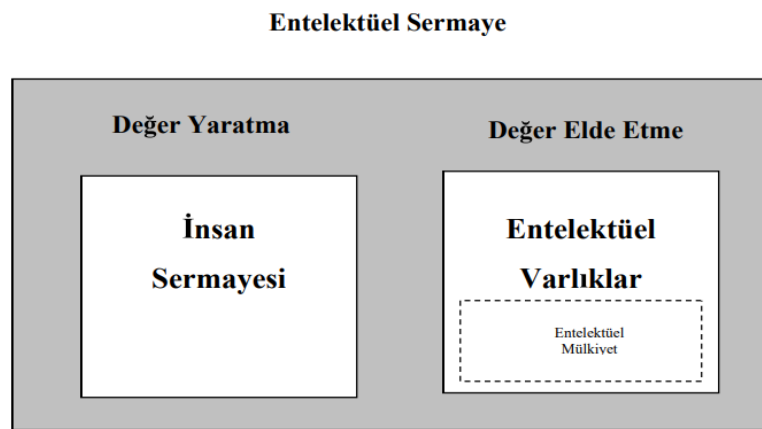 Entelektüel Sermaye
Değer Yaratma
İnsan
Sermayesi
Değer Elde Etme
Entelektüel
Varlıklar
Entelektüel
Mülkiyet